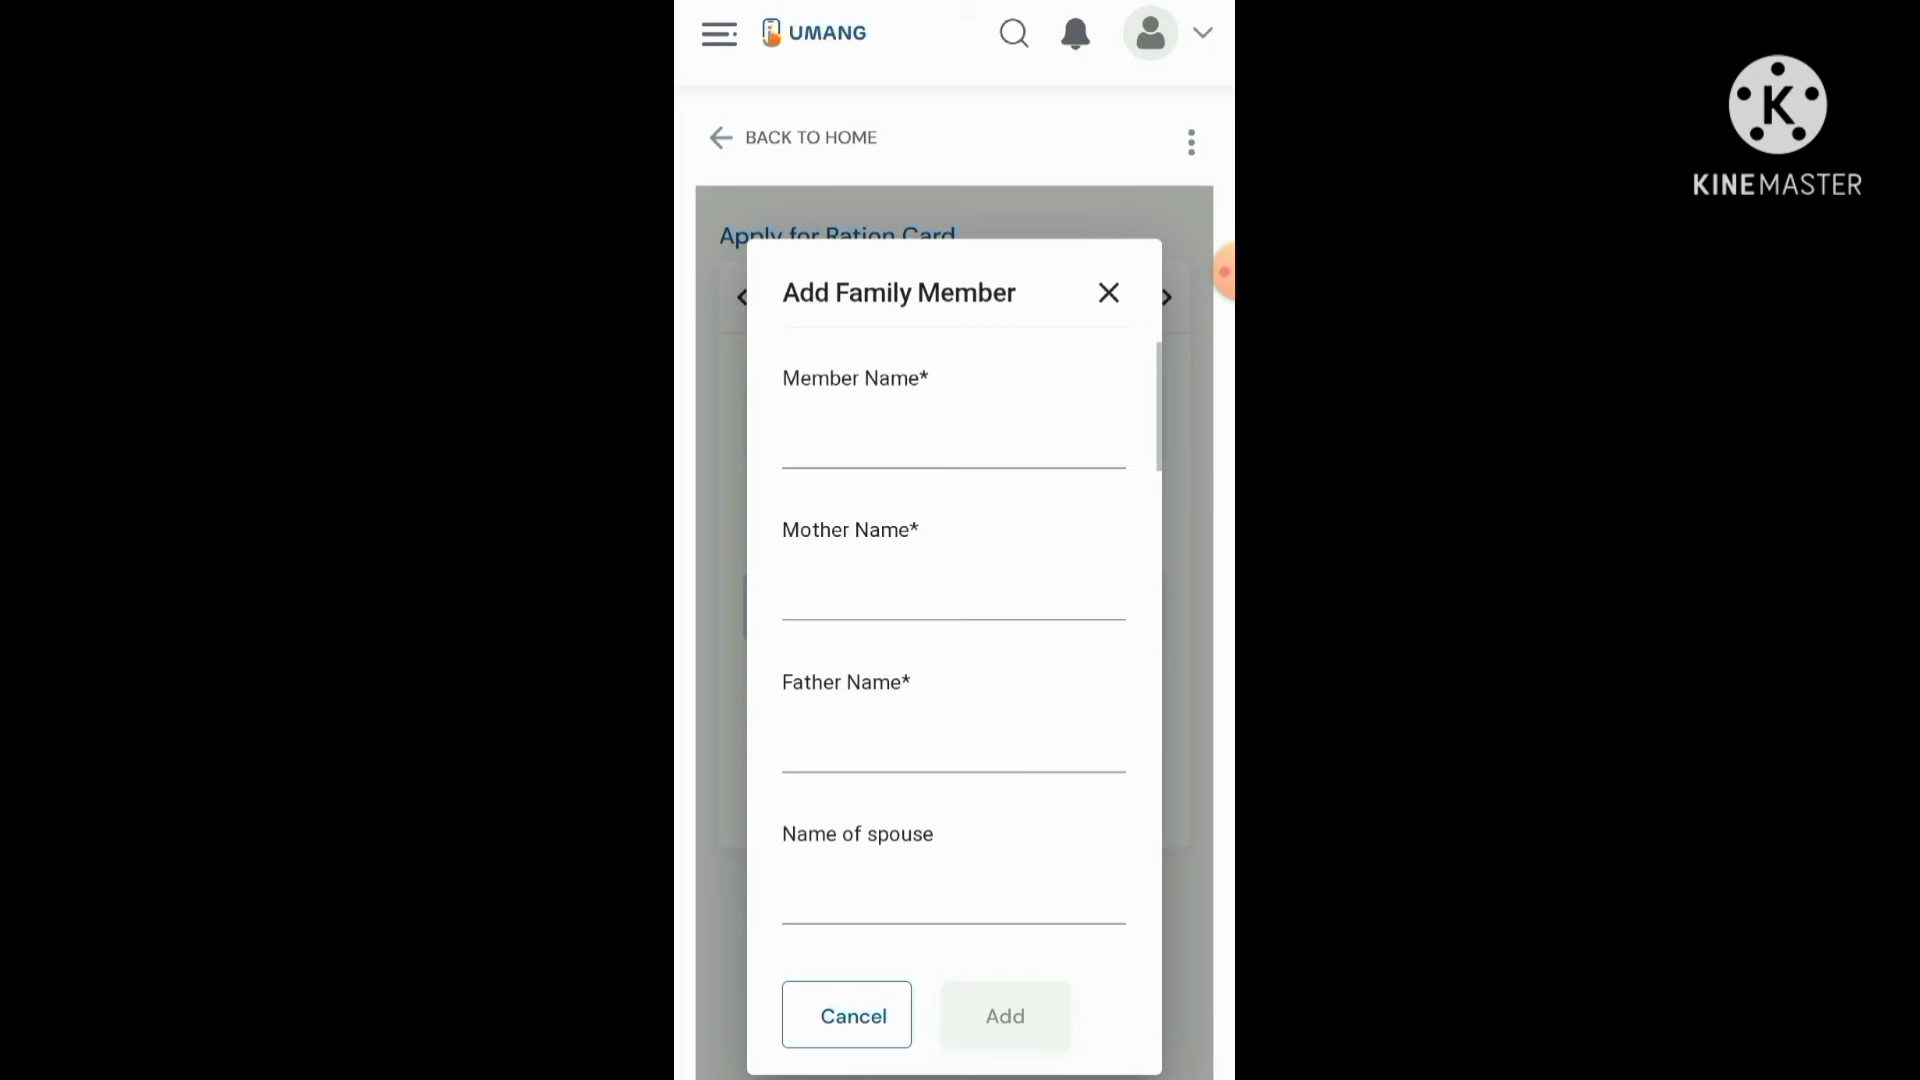 UMANG
BACK TO HOME
KINEMASTER
Apply for Ration Card
Add Family Member
Member Name*
Mother Name*
Father Name*
Name of spouse
Cancel
Add